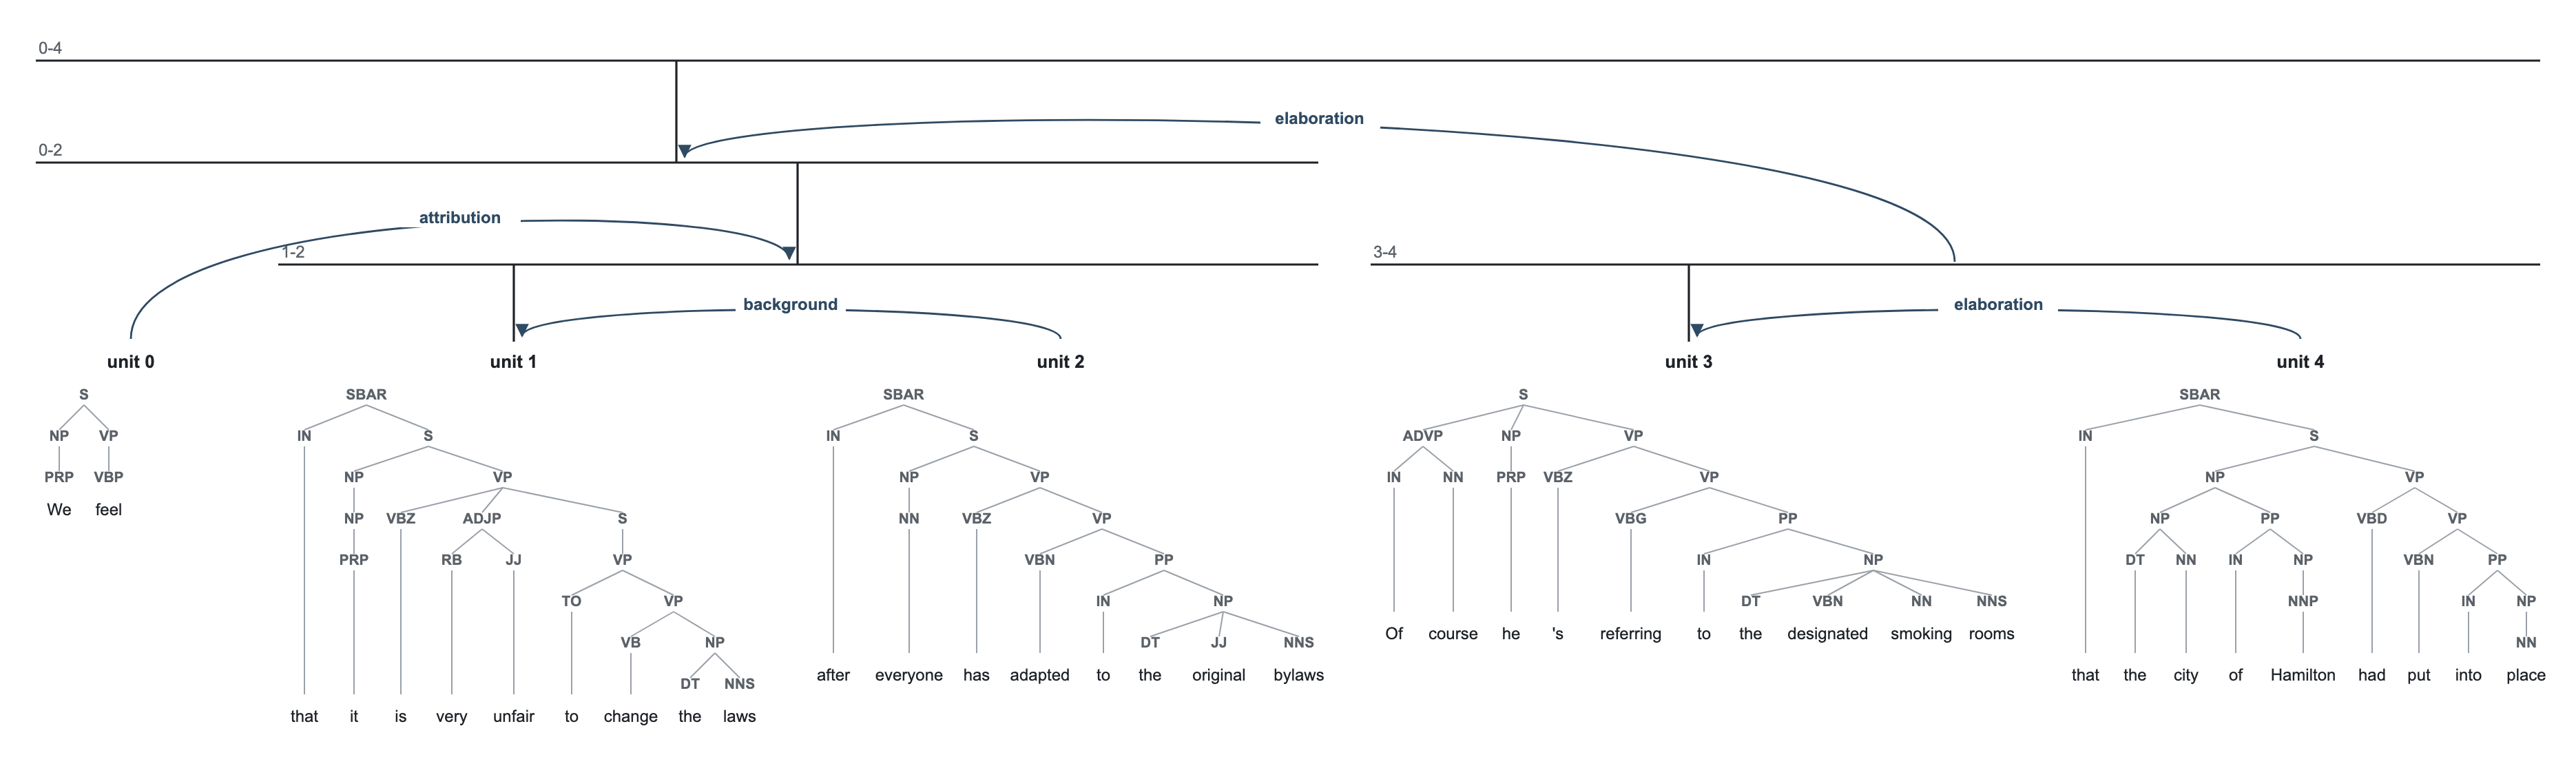 0-4
elaboration
0-2
attribution
1-2
3-4
background
elaboration
unit 0 unit 1 unit 2 unit 3 unit 4
S SBAR SBAR S SBAR
NP VP IN S IN S ADVP NP VP IN S
PRP VBP NP VP NP VP IN NN PRP VBZ VP NP VP
We feel
NP VBZ ADJP S NN VBZ VP VBG PP NP PP VBD VP
PRP RB JJ VP VBN PP IN NP DT NN IN NP VBN PP
TO VP IN NP DT VBN NN NNS NNP IN NP
Of course he 's referring to the designated smoking rooms
VB NP DT JJ NNS NN
after everyone has adapted to the original bylaws that the city of Hamilton had put into place
DT NNS
that it is very unfair to change the laws